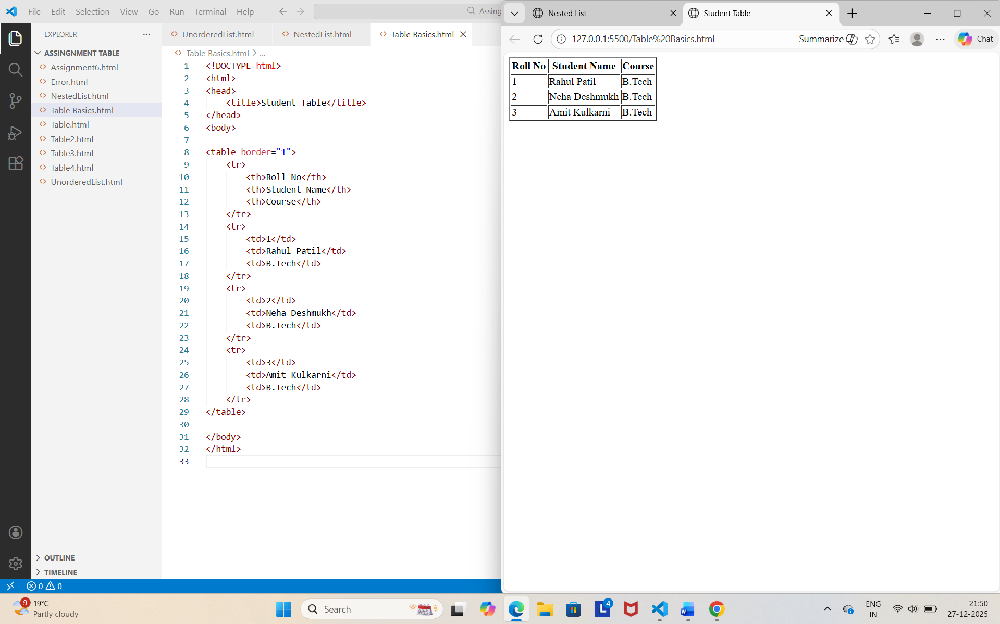 File Edit Selection View Go Run Terminal Help
Assing
EXPLORER
ASSINGNMENT TABLE
Assignment6.html
Error.html
NestedList.html
Table Basics.html
Table.html
Table2.html
Table3.html
Table4.html
UnorderedList.html
OUTLINE
TIMELINE
UnorderedList.html NestedList.html Table Basics.html
Table Basics.html > ...
1 <!DOCTYPE html>
2 <html>
3 <head>
4 <title>Student Table</title>
5 </head>
6 <body>
7
8 <table border="1">
9 <tr>
10 <th>Roll No</th>
11 <th>Student Name</th>
12 <th>Course</th>
13 </tr>
14 <tr>
15 <td>1</td>
16 <td>Rahul Patil</td>
17 <td>B.Tech</td>
18 </tr>
19 <tr>
20 <td>2</td>
21 <td>Neha Deshmukh</td>
22 <td>B.Tech</td>
23 </tr>
24 <tr>
25 <td>3</td>
26 <td>Amit Kulkarni</td>
27 <td>B.Tech</td>
28 </tr>
29 </table>
30
31 </body>
32 </html>
33
0 0
Nested List Student Table
127.0.0.1:5500/Table%20Basics.html Summarize Chat
Roll No Student Name Course
1 Rahul Patil B.Tech
2 Neha Deshmukh B.Tech
3 Amit Kulkarni B.Tech
9 19°C
Partly cloudy
Search
L 4
W
ENG
IN
21:50
27-12-2025